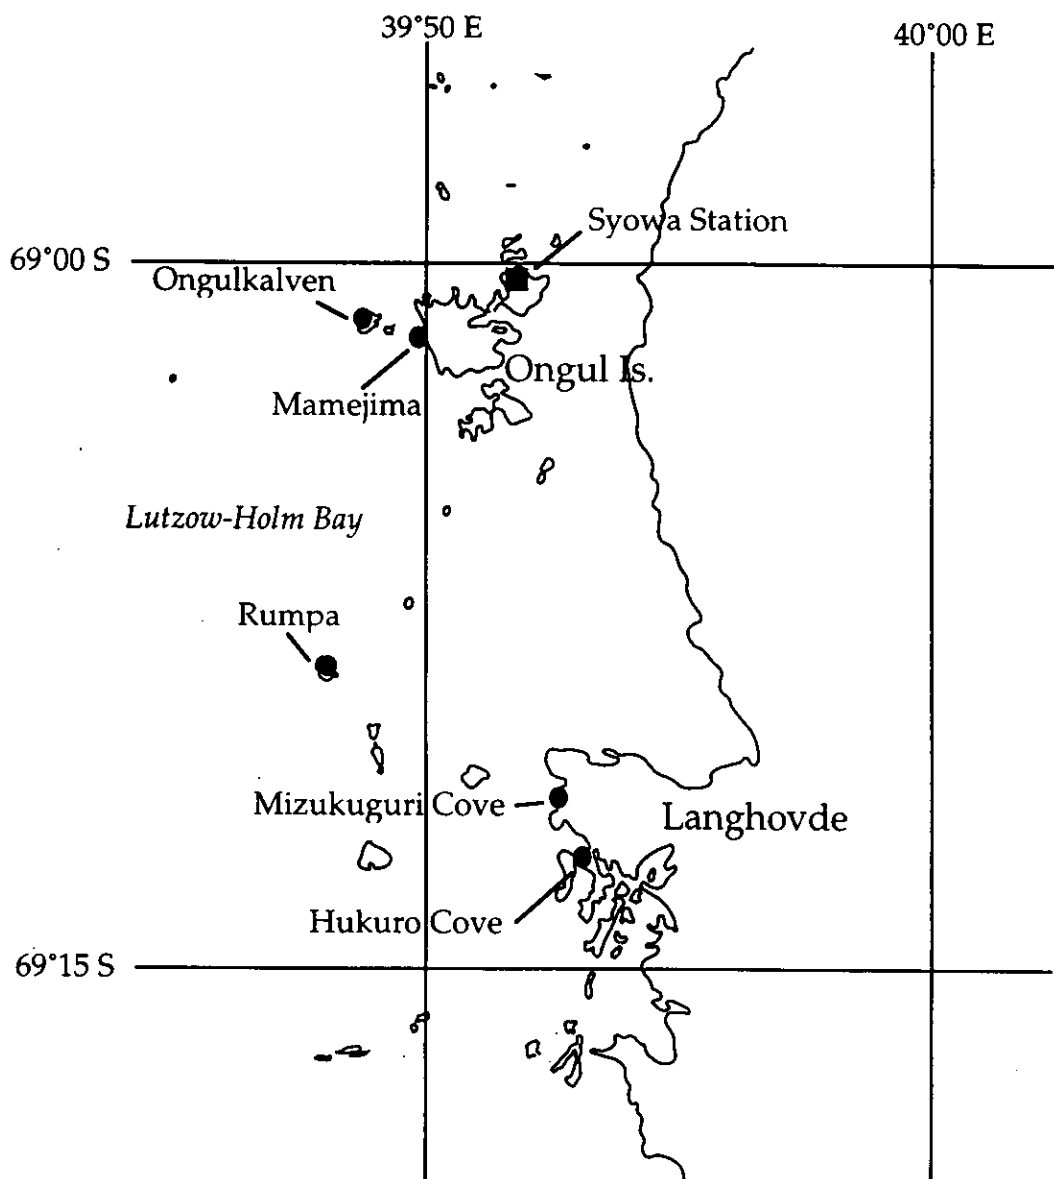 39°50 E
40°00 E
Syowa Station
69°00 S
Ongulkalven
Ongul Is.
Mamejima
Lutzow-Holm Bay
Rumpa
Mizukuguri Cove
Langhovde
Hukuro Cove
69°15 S